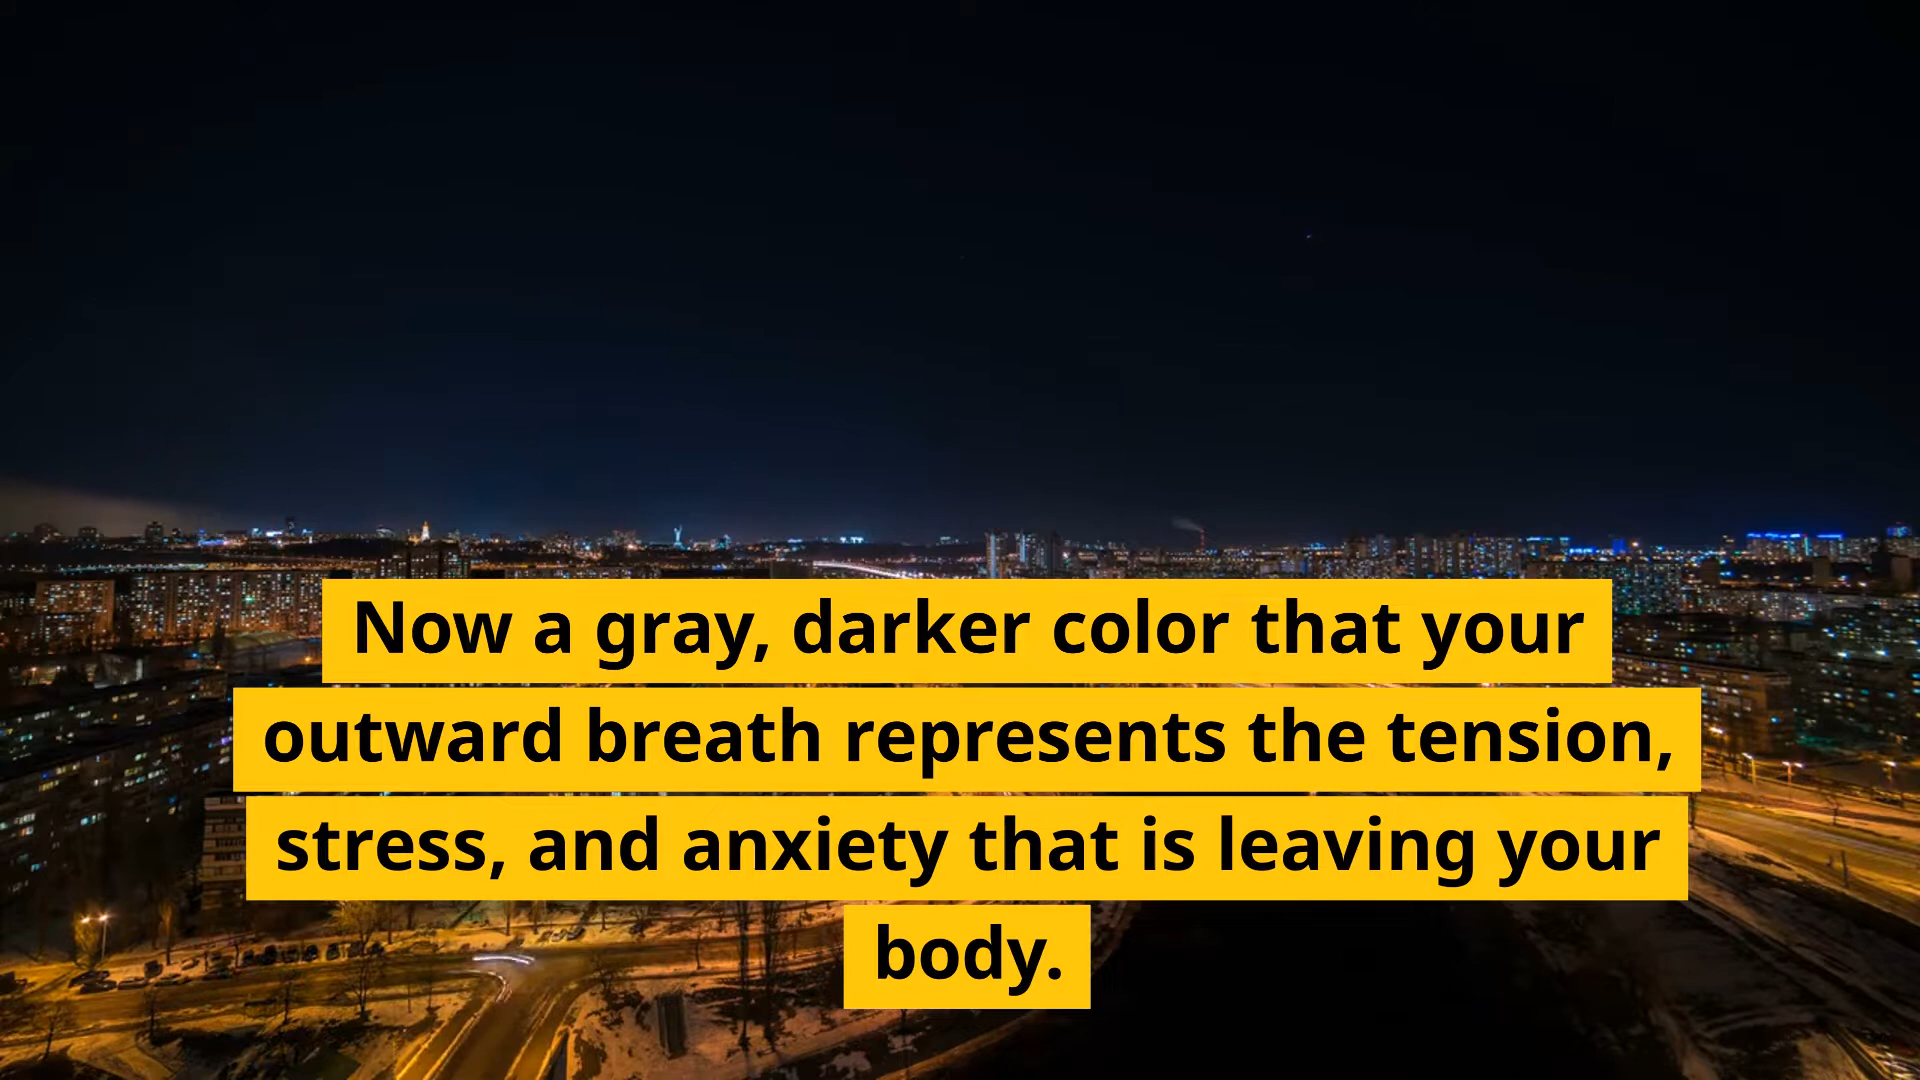 Now a gray, darker color that your
outward breath represents the tension,
stress, and anxiety that is leaving your
body.